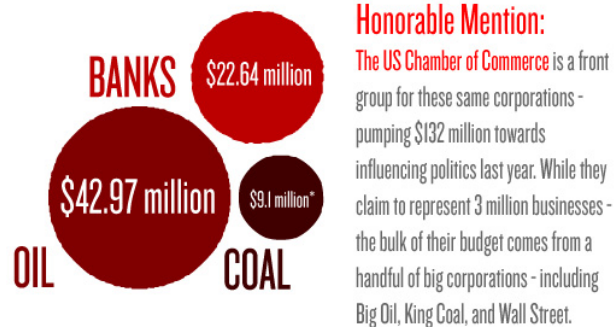 BANKS
$22.64 million
$42.97 million
$9.1 million*
OIL
COAL
Honorable Mention:
The US Chamber of Commerce is a front
group for these same corporations -
pumping $132 million towards
influencing politics last year. While they
claim to represent 3 million businesses -
the bulk of their budget comes from a
handful of big corporations - including
Big Oil, King Coal, and Wall Street.